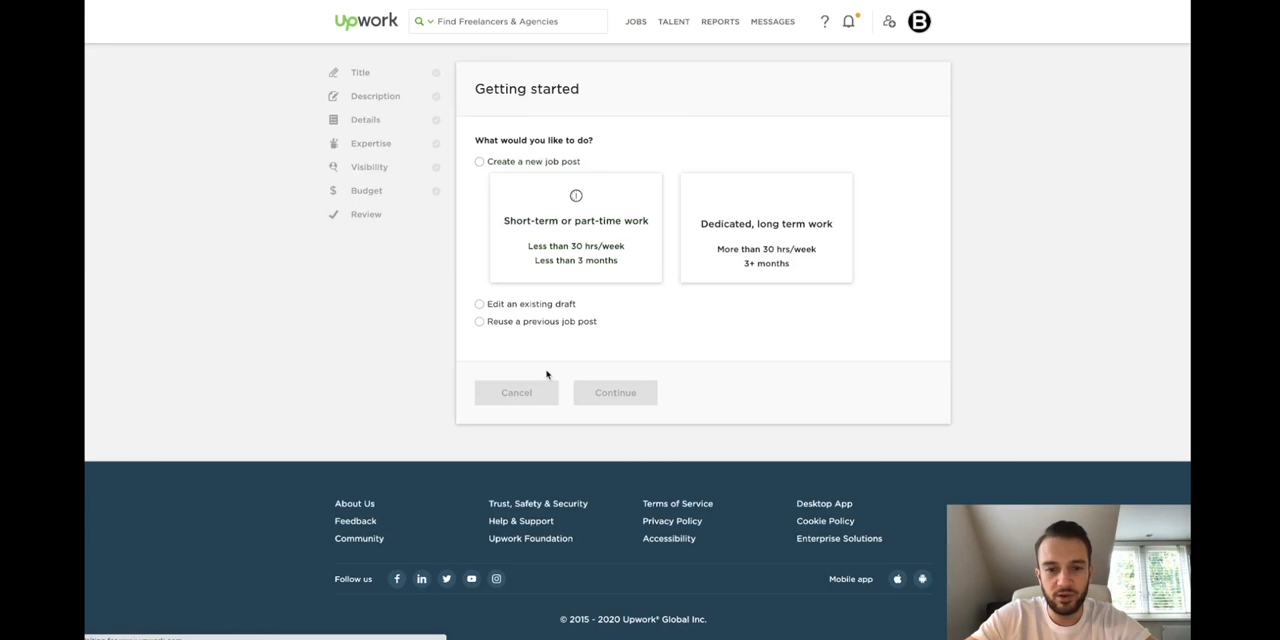 upwork
Find Freelancers & Agencies
JOBS
TALENT
REPORTS
MESSAGES
?
B
Title
Description
Details
Expertise
Visibility
$ Budget
Review
Getting started
What would you like to do?
Create a new job post
Short-term or part-time work
Less than 30 hrs/week
Less than 3 months
Dedicated, long term work
More than 30 hrs/week
3+ months
Edit an existing draft
Reuse a previous job post
Cancel
Continue
About Us
Trust, Safety & Security
Terms of Service
Desktop App
Feedback
Help & Support
Privacy Policy
Cookie Policy
Community
Upwork Foundation
Accessibility
Enterprise Solutions
Follow us
Mobile app
© 2015 - 2020 Upwork® Global Inc.